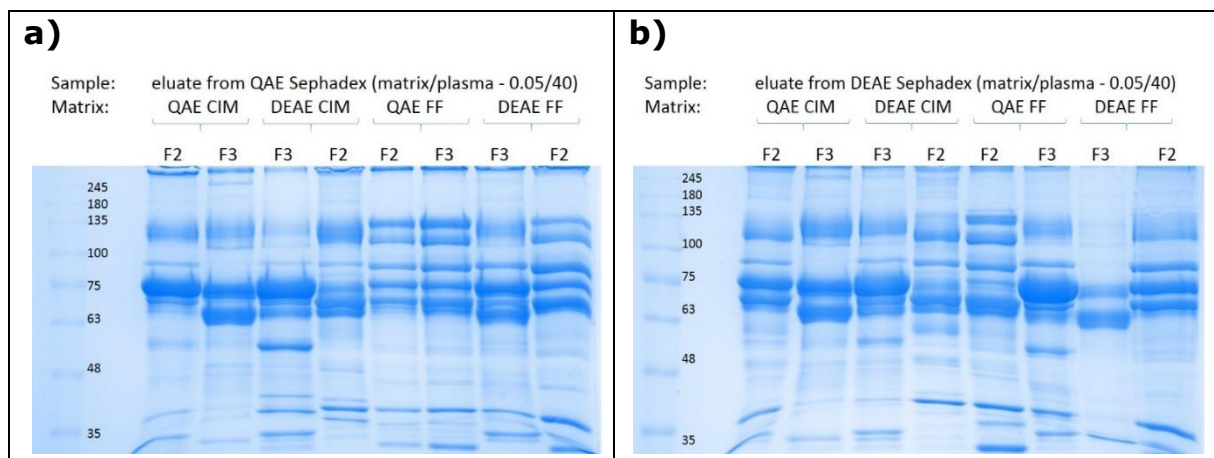 a)
Sample: eluate from QAE Sephadex (matrix/plasma - 0.05/40)
Matrix: QAE CIM DEAE CIM QAE FF DEAE FF
F2 F3 F3 F2 F2 F3 F3 F2
245
180
135
100
75
63
48
35
b)
Sample: eluate from DEAE Sephadex (matrix/plasma - 0.05/40)
Matrix: QAE CIM DEAE CIM QAE FF DEAE FF
F2 F3 F3 F2 F2 F3 F3 F2
245
180
135
100
75
63
48
35